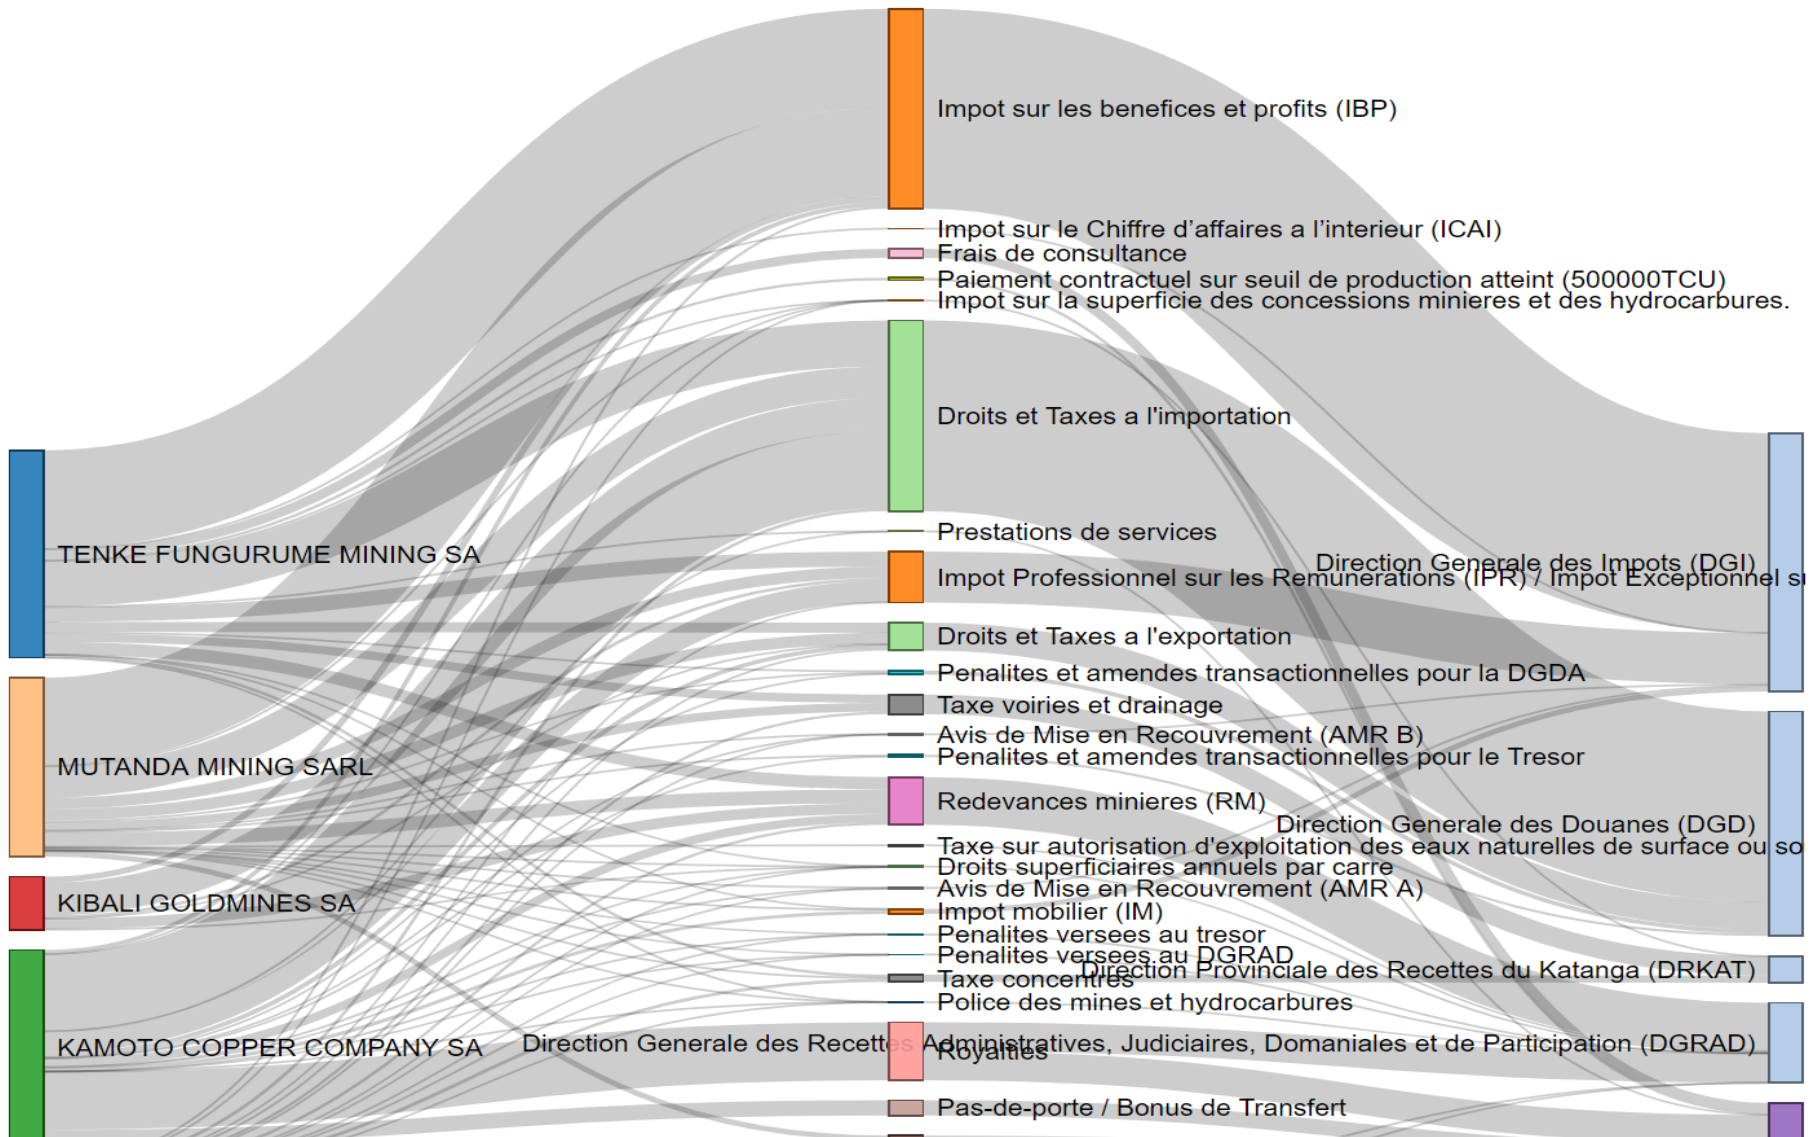 Impot sur les benefices et profits (IBP)
Impot sur le Chiffre d’affaires a l’interieur (ICAI)
Frais de consultance
Paiement contractuel sur seuil de production atteint (500000TCU)
Impot sur la superficie des concessions minieres et des hydrocarbures.
Droits et Taxes a l'importation
Prestations de services
TENKE FUNGURUME MINING SA
Direction Generale des Impots (DGI)
Impot Professionnel sur les Remunerations (IPR) / Impot Exceptionnel s
Droits et Taxes a l'exportation
Penalites et amendes transactionnelles pour la DGDA
Taxe voiries et drainage
Avis de Mise en Recouvrement (AMR B)
Penalites et amendes transactionnelles pour le Tresor
MUTANDA MINING SARL
Redevances minieres (RM)
Direction Generale des Douanes (DGD)
Taxe sur autorisation d'exploitation des eaux naturelles de surface ou so
Droits superficiaires annuels par carre
Avis de Mise en Recouvrement (AMR A)
KIBALI GOLDMINES SA
Impot mobilier (IM)
Penalites versees au tresor
Penalites versees au DGRAD
Direction Provinciale des Recettes du Katanga (DRKAT)
Taxe concentres
Police des mines et hydrocarbures
KAMOTO COPPER COMPANY SA
Direction Generale des Recettes Administratives, Judiciaires, Domaniales et de Participation (DGRAD)
Royalties
Pas-de-porte / Bonus de Transfert